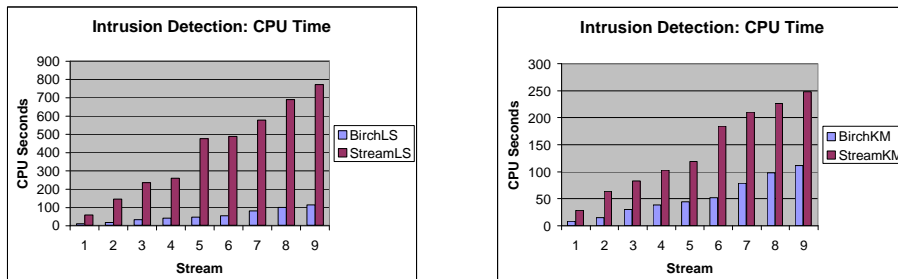 Intrusion Detection: CPU Time
900
800
700
600
500
400
300
200
100
0
CPU Seconds
1 2 3 4 5 6 7 8 9
Stream
BirchLS
StreamLS
Intrusion Detection: CPU Time
300
250
200
150
100
50
0
CPU Seconds
1 2 3 4 5 6 7 8 9
Stream
BirchKM
StreamKM